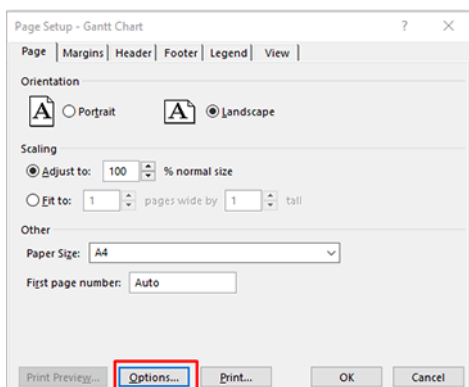 Page Setup - Gantt Chart ? ×
Page Margins Header Footer Legend View
Orientation
A Portrait A Landscape
Scaling
Adjust to: 100 % normal size
Fit to: 1 pages wide by 1 tall
Other
Paper Size: A4
First page number: Auto
Print Preview... Options... Print... OK Cancel